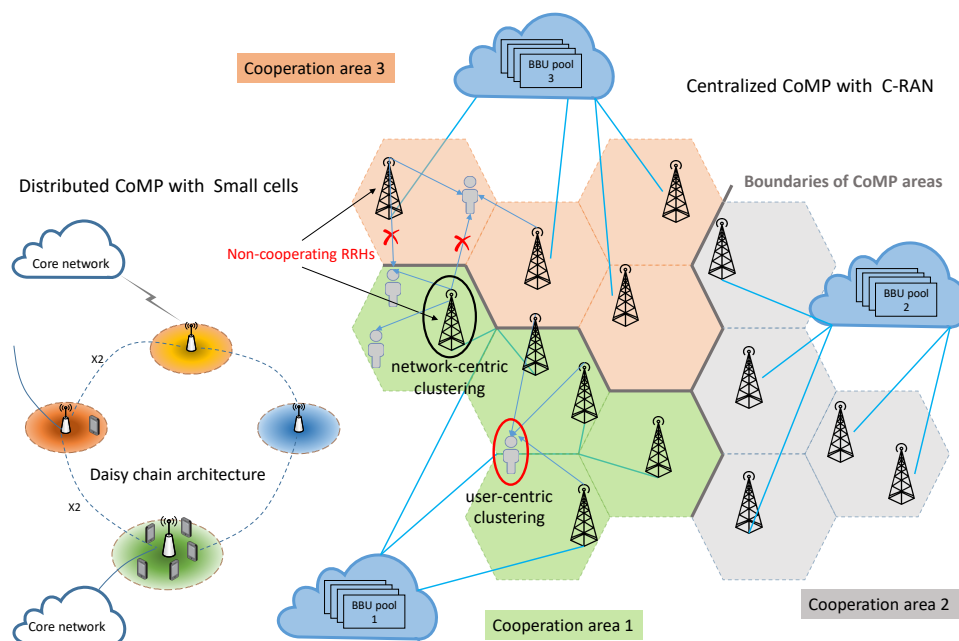 BBU pool
3
Cooperation area 3
Centralized CoMP with C-RAN
Distributed CoMP with Small cells
Boundaries of CoMP areas
Non-cooperating RRHs
Core network
BBU pool
2
X2
network-centric
clustering
Daisy chain architecture
user-centric
clustering
X2
BBU pool
1
Core network
Cooperation area 1
Cooperation area 2